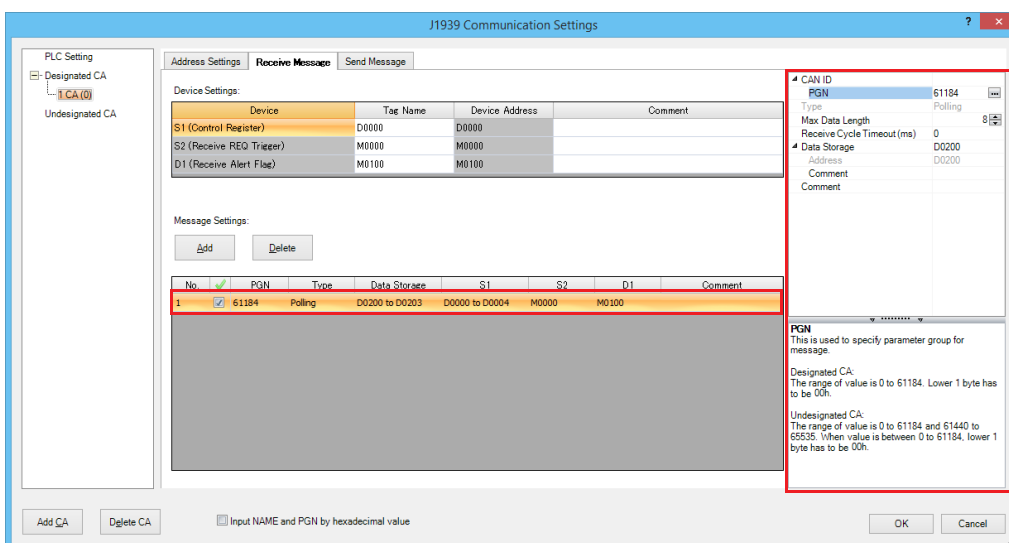 J1939 Communication Settings
?
PLC Setting
Designated CA
1 CA (0)
Undesignated CA
Address Settings
Receive Message
Send Message
Device Settings:
Device Tag Name Device Address Comment
S1 (Control Register) D0000 D0000
S2 (Receive REQ Trigger) M0000 M0000
D1 (Receive Alert Flag) M0100 M0100
Message Settings:
Add
Delete
No. PGN Type Data Storage S1 S2 D1 Comment
1 61184 Polling D0200 to D0203 D0000 to D0004 M0000 M0100
CAN ID
PGN 61184 ...
Type Polling
Max Data Length 8
Receive Cycle Timeout (ms) 0
Data Storage D0200
Address D0200
Comment
Comment
PGN
This is used to specify parameter group for
message.
Designated CA:
The range of value is 0 to 61184. Lower 1 byte has
to be 00h.
Undesignated CA:
The range of value is 0 to 61184 and 61440 to
65535. When value is between 0 to 61184, lower 1
byte has to be 00h.
Add CA
Delete CA
Input NAME and PGN by hexadecimal value
OK
Cancel